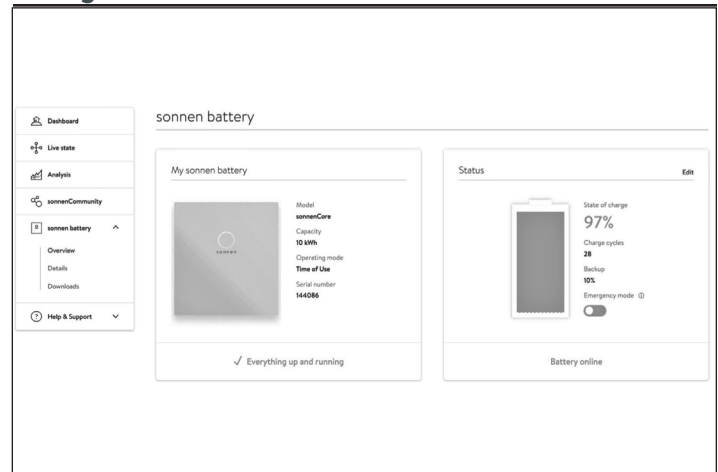 sonnen battery
Dashboard
Live state
Analysis
sonnenCommunity
sonnen battery
Overview
Details
Downloads
Help & Support
My sonnen battery
sonnen
Model
sonnenCore
Capacity
10 kWh
Operating mode
Time of Use
Serial number
144086
✓ Everything up and running
Status
Edit
State of charge
97%
Charge cycles
28
Backup
10%
Emergency mode
Battery online